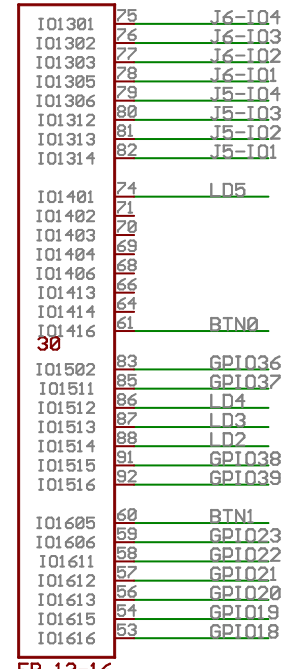 IO1301 75 J6-IO4
IO1302 76 J6-IO3
IO1303 77 J6-IO2
IO1305 78 J6-IO1
IO1306 79 J5-IO4
IO1312 80 J5-IO3
IO1313 81 J5-IO2
IO1314 82 J5-IO1
IO1401 74 LD5
IO1402 71
IO1403 70
IO1404 69
IO1406 68
IO1413 66
IO1414 64
IO1416 61 BTN0
30
IO1502 83 GPIO36
IO1511 85 GPIO37
IO1512 86 LD4
IO1513 87 LD3
IO1514 88 LD2
IO1515 91 GPIO38
IO1516 92 GPIO39
IO1605 60 BTN1
IO1606 59 GPIO23
IO1611 58 GPIO22
IO1612 57 GPIO21
IO1613 56 GPIO20
IO1615 54 GPIO19
IO1616 53 GPIO18